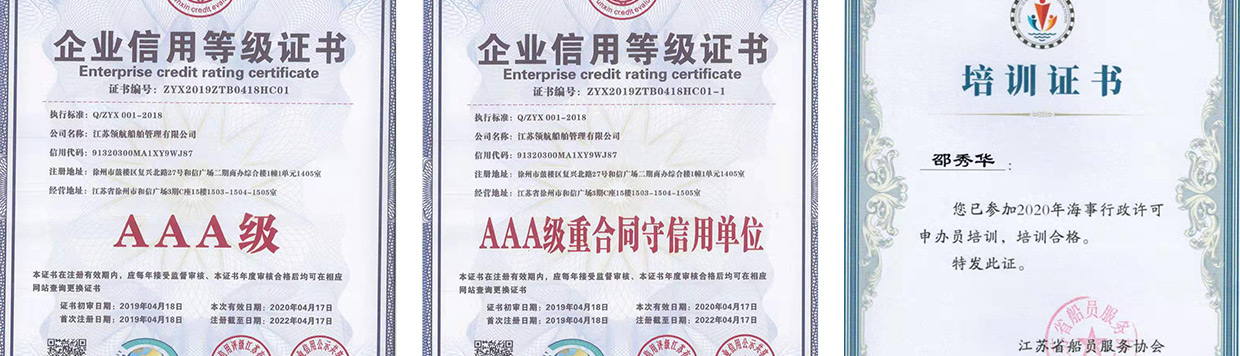 企业信用等级证书
Enterprise credit rating certificate
证书编号：ZYX2019ZTB0418HC01
执行标准：Q/ZYX 001-2018
公司名称：江苏领航船舶管理有限公司
信用代码：91320300MA1XY9WJ87
注册地址：徐州市鼓楼区复兴北路27号和信广场二期商办综合楼1幢1单元1405室
经营地址：江苏省徐州市和信广场3期C座15楼1503-1504-1505室
AAA级
本证书在注册有效期内，应每年接受监督审核、本证书年度审核合格后均可在相应
网站查询更换证书
证书初审日期：2019年04月18日 本次有效日期：2020年04月17日
首次注册日期：2019年04月18日 注册截至日期：2022年04月17日
企业信用等级证书
Enterprise credit rating certificate
证书编号：ZYX2019ZTB0418HC01-1
执行标准：Q/ZYX 001-2018
公司名称：江苏领航船舶管理有限公司
信用代码：91320300MA1XY9WJ87
注册地址：徐州市鼓楼区复兴北路27号和信广场二期商办综合楼1幢1单元1405室
经营地址：江苏省徐州市和信广场3期C座15楼1503-1504-1505室
AAA级重合同守信用单位
本证书在注册有效期内，应每年接受监督审核、本证书年度审核合格后均可在相应
网站查询更换证书
证书初审日期：2019年04月18日 本次有效日期：2020年04月17日
首次注册日期：2019年04月18日 注册截至日期：2022年04月17日
培训证书
邵秀华：
您已参加2020年海事行政许可
申办员培训，培训合格。
特发此证。
省船员服务
江苏省船员服务协会